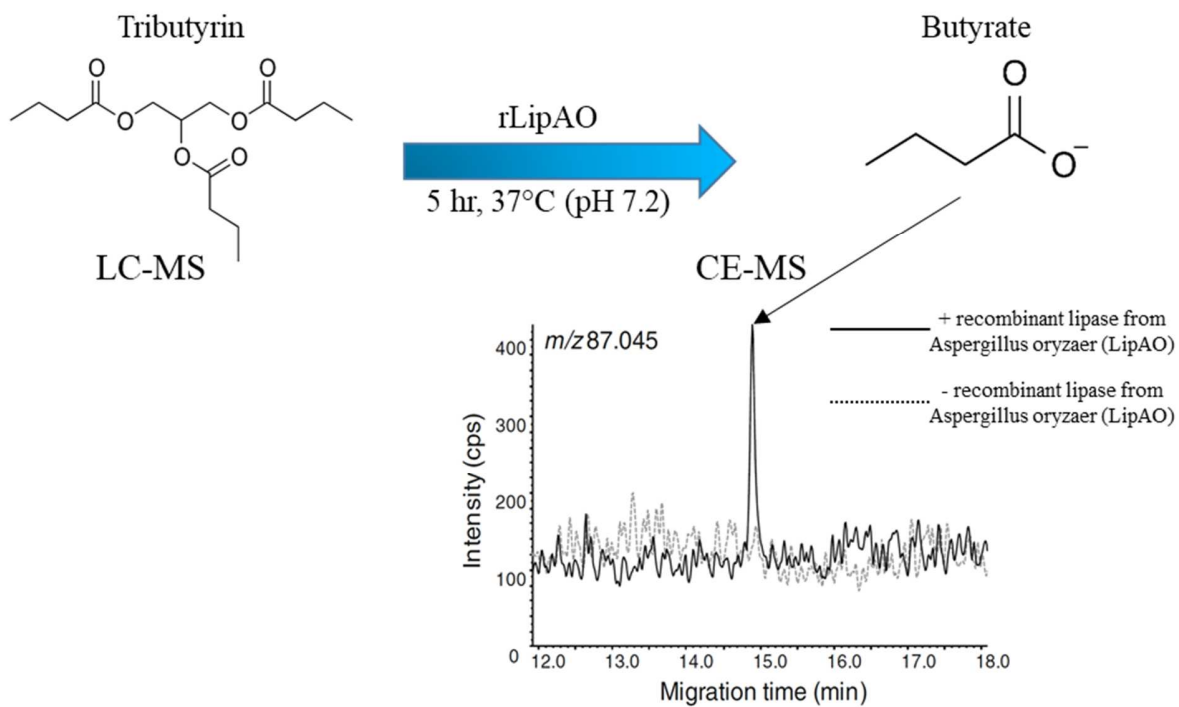 Tributyrin
Butyrate
O
O
O
O
O
O
rLipAO
5 hr, 37°C (pH 7.2)
O
O−
LC-MS
CE-MS
m/z 87.045
+ recombinant lipase from
Aspergillus oryzaer (LipAO)
- recombinant lipase from
Aspergillus oryzaer (LipAO)
Intensity (cps)
400
300
200
100
0
12.0 13.0 14.0 15.0 16.0 17.0 18.0
Migration time (min)